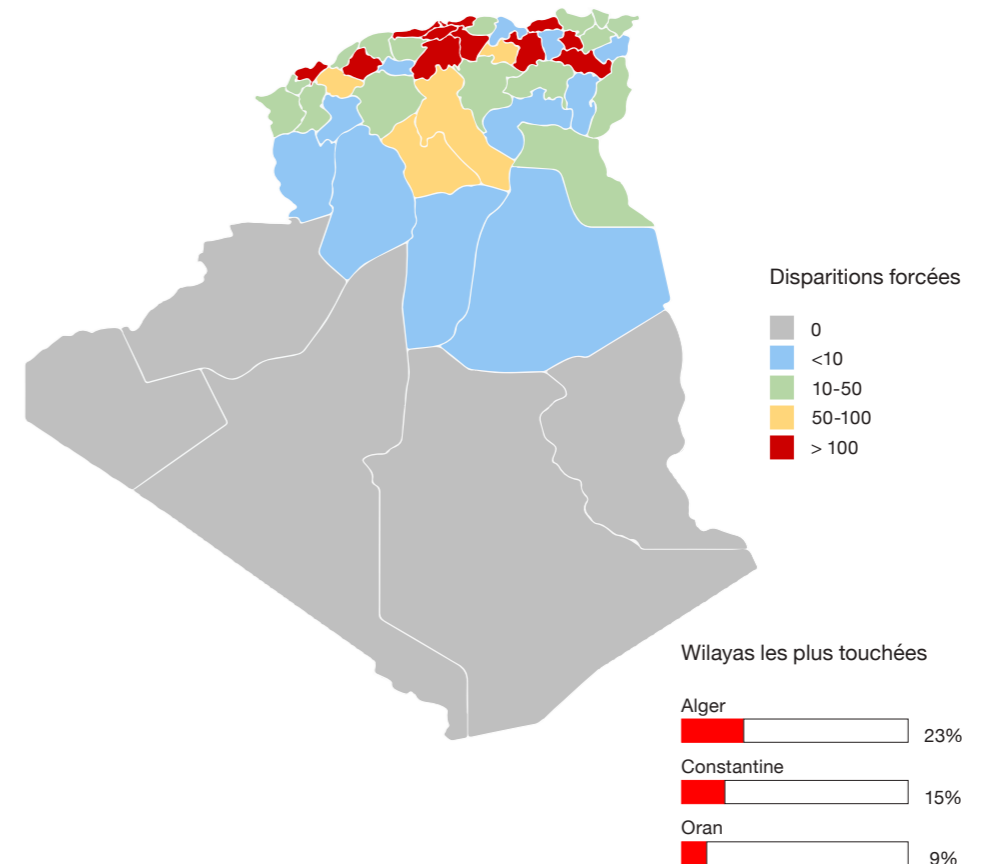 Disparitions forcées
0
<10
10-50
50-100
> 100
Wilayas les plus touchées
Alger
23%
Constantine
15%
Oran
9%